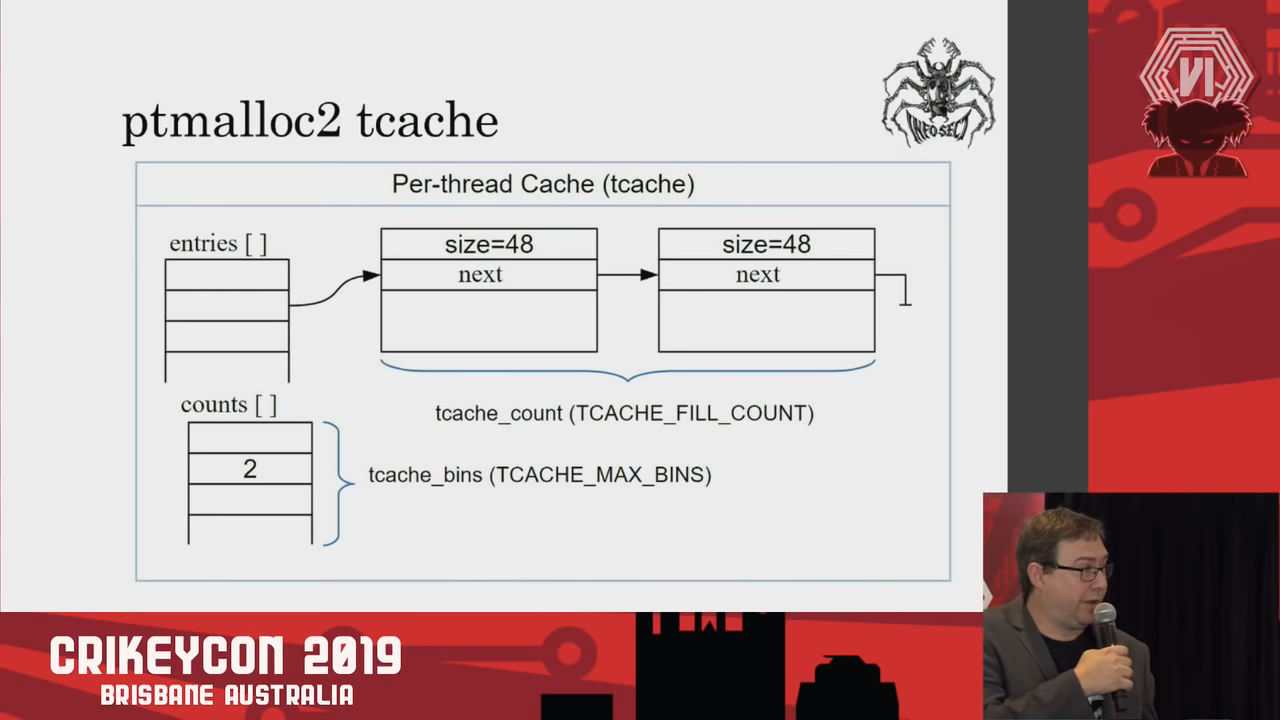 ptmalloc2 tcache
INFOSECT
Per-thread Cache (tcache)
entries [ ]
size=48
next
size=48
next
counts [ ]
2
tcache_count (TCACHE_FILL_COUNT)
tcache_bins (TCACHE_MAX_BINS)
VI
CRIKEYCON 2019
BRISBANE AUSTRALIA